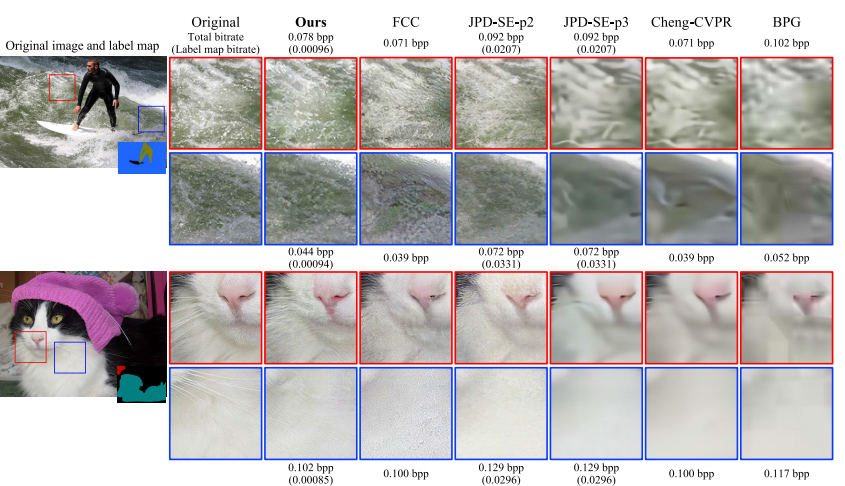 Original image and label map
Original
Total bitrate
(Label map bitrate)
Ours
0.078 bpp
(0.00096)
FCC
0.071 bpp
JPD-SE-p2
0.092 bpp
(0.0207)
JPD-SE-p3
0.092 bpp
(0.0207)
Cheng-CVPR
0.071 bpp
BPG
0.102 bpp
0.044 bpp
(0.00094)
0.039 bpp
0.072 bpp
(0.0331)
0.072 bpp
(0.0331)
0.039 bpp
0.052 bpp
0.102 bpp
(0.00085)
0.100 bpp
0.129 bpp
(0.0296)
0.129 bpp
(0.0296)
0.100 bpp
0.117 bpp